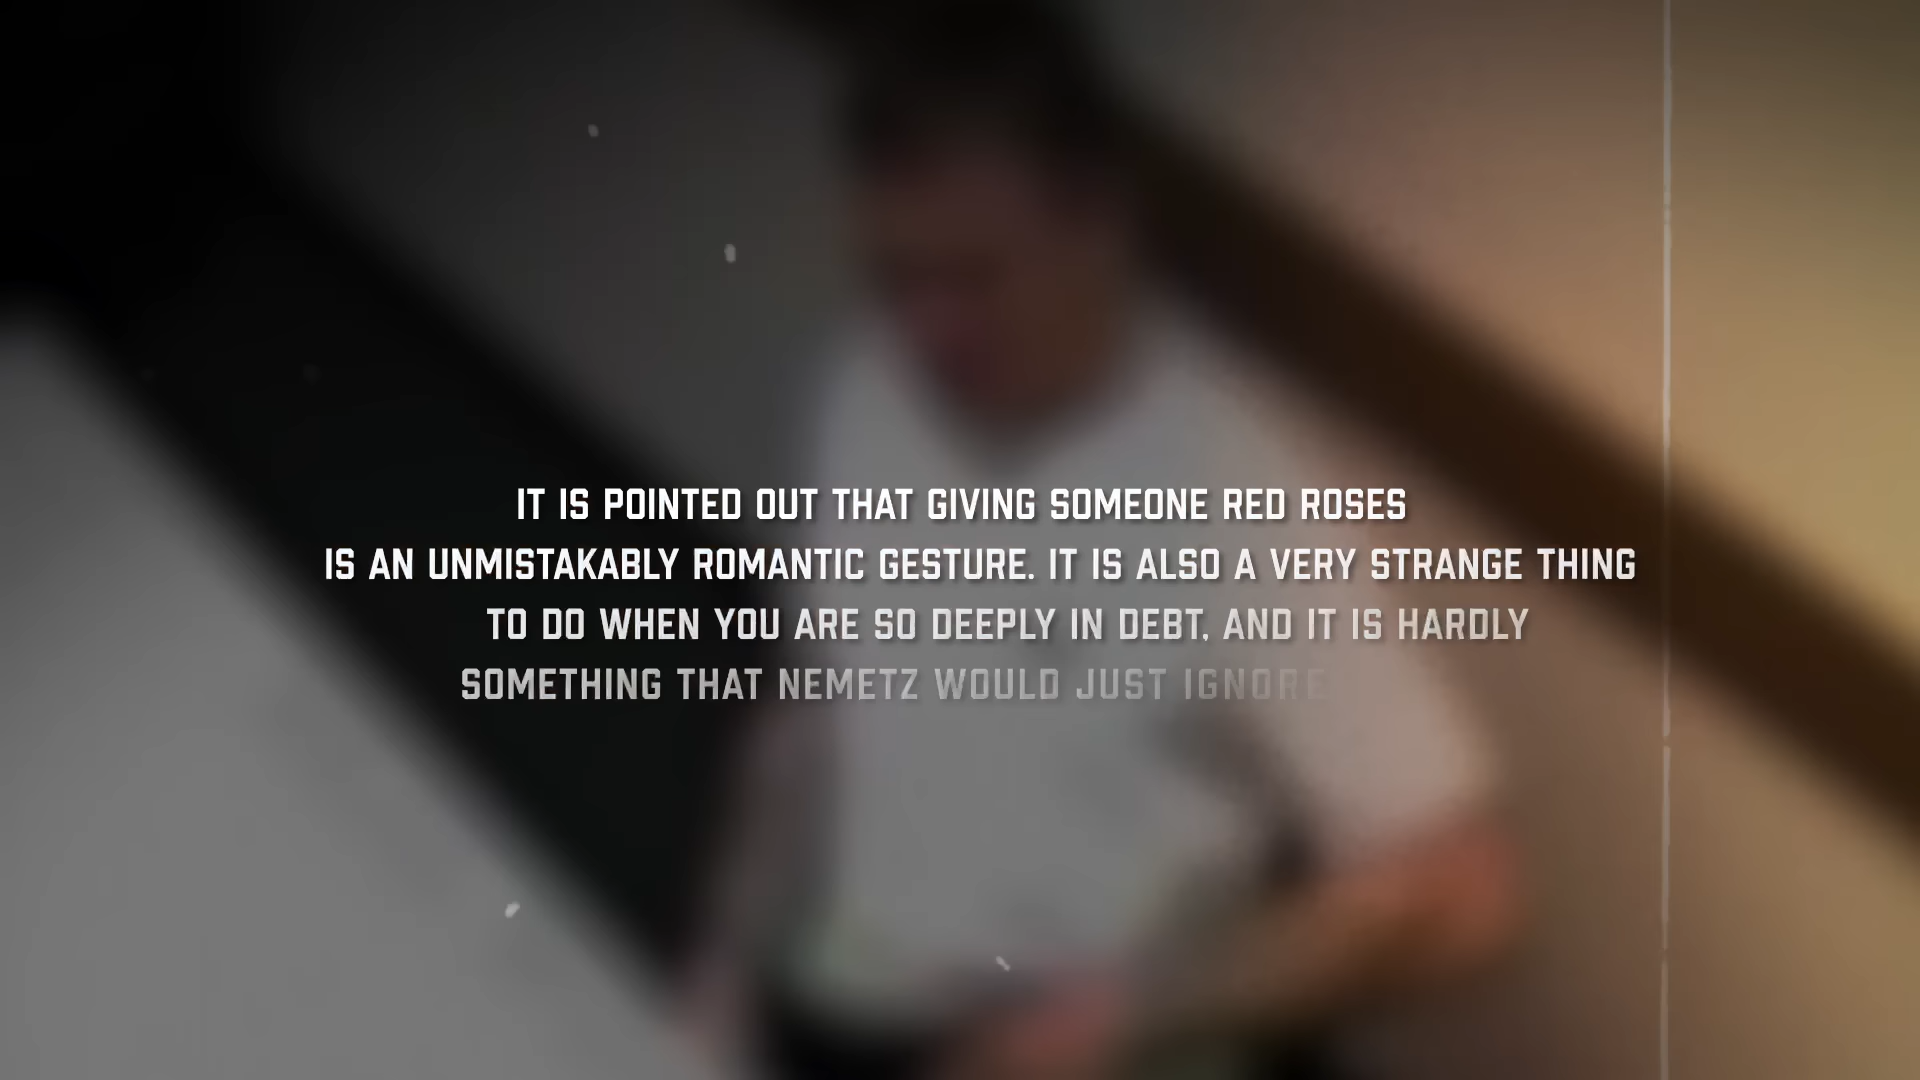 IT IS POINTED OUT THAT GIVING SOMEONE RED ROSES
IS AN UNMISTAKABLY ROMANTIC GESTURE. IT IS ALSO A VERY STRANGE THING
TO DO WHEN YOU ARE SO DEEPLY IN DEBT, AND IT IS HARDLY
SOMETHING THAT NEMETZ WOULD JUST IGNORE